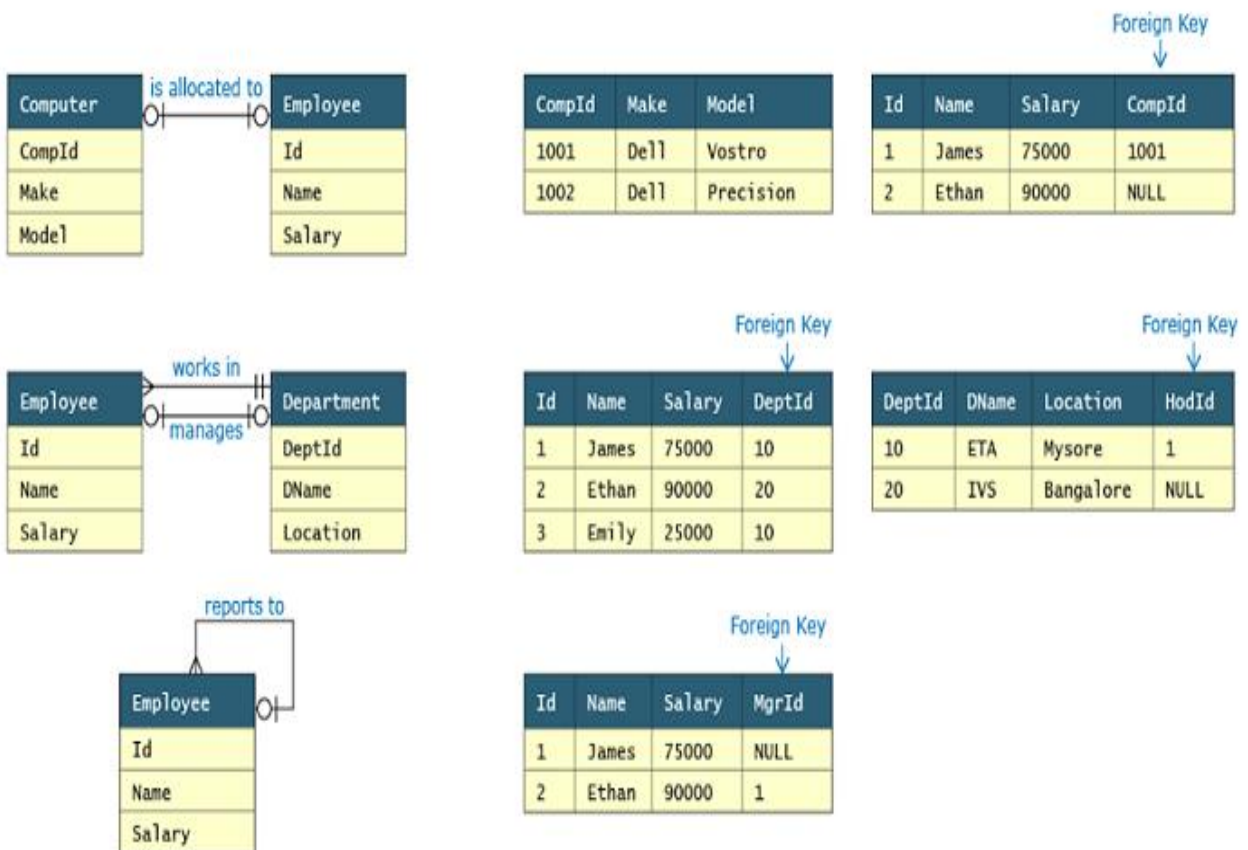 Foreign Key
is allocated to
Computer
CompId
Make
Model
Employee
Id
Name
Salary
CompId Make Model
1001 Dell Vostro
1002 Dell Precision
Id Name Salary CompId
1 James 75000 1001
2 Ethan 90000 NULL
Foreign Key
Foreign Key
works in
manages
Employee
Id
Name
Salary
Department
DeptId
DName
Location
Id Name Salary DeptId
1 James 75000 10
2 Ethan 90000 20
3 Emily 25000 10
DeptId DName Location HodId
10 ETA Mysore 1
20 IVS Bangalore NULL
reports to
Employee
Id
Name
Salary
Foreign Key
Id Name Salary MgrId
1 James 75000 NULL
2 Ethan 90000 1